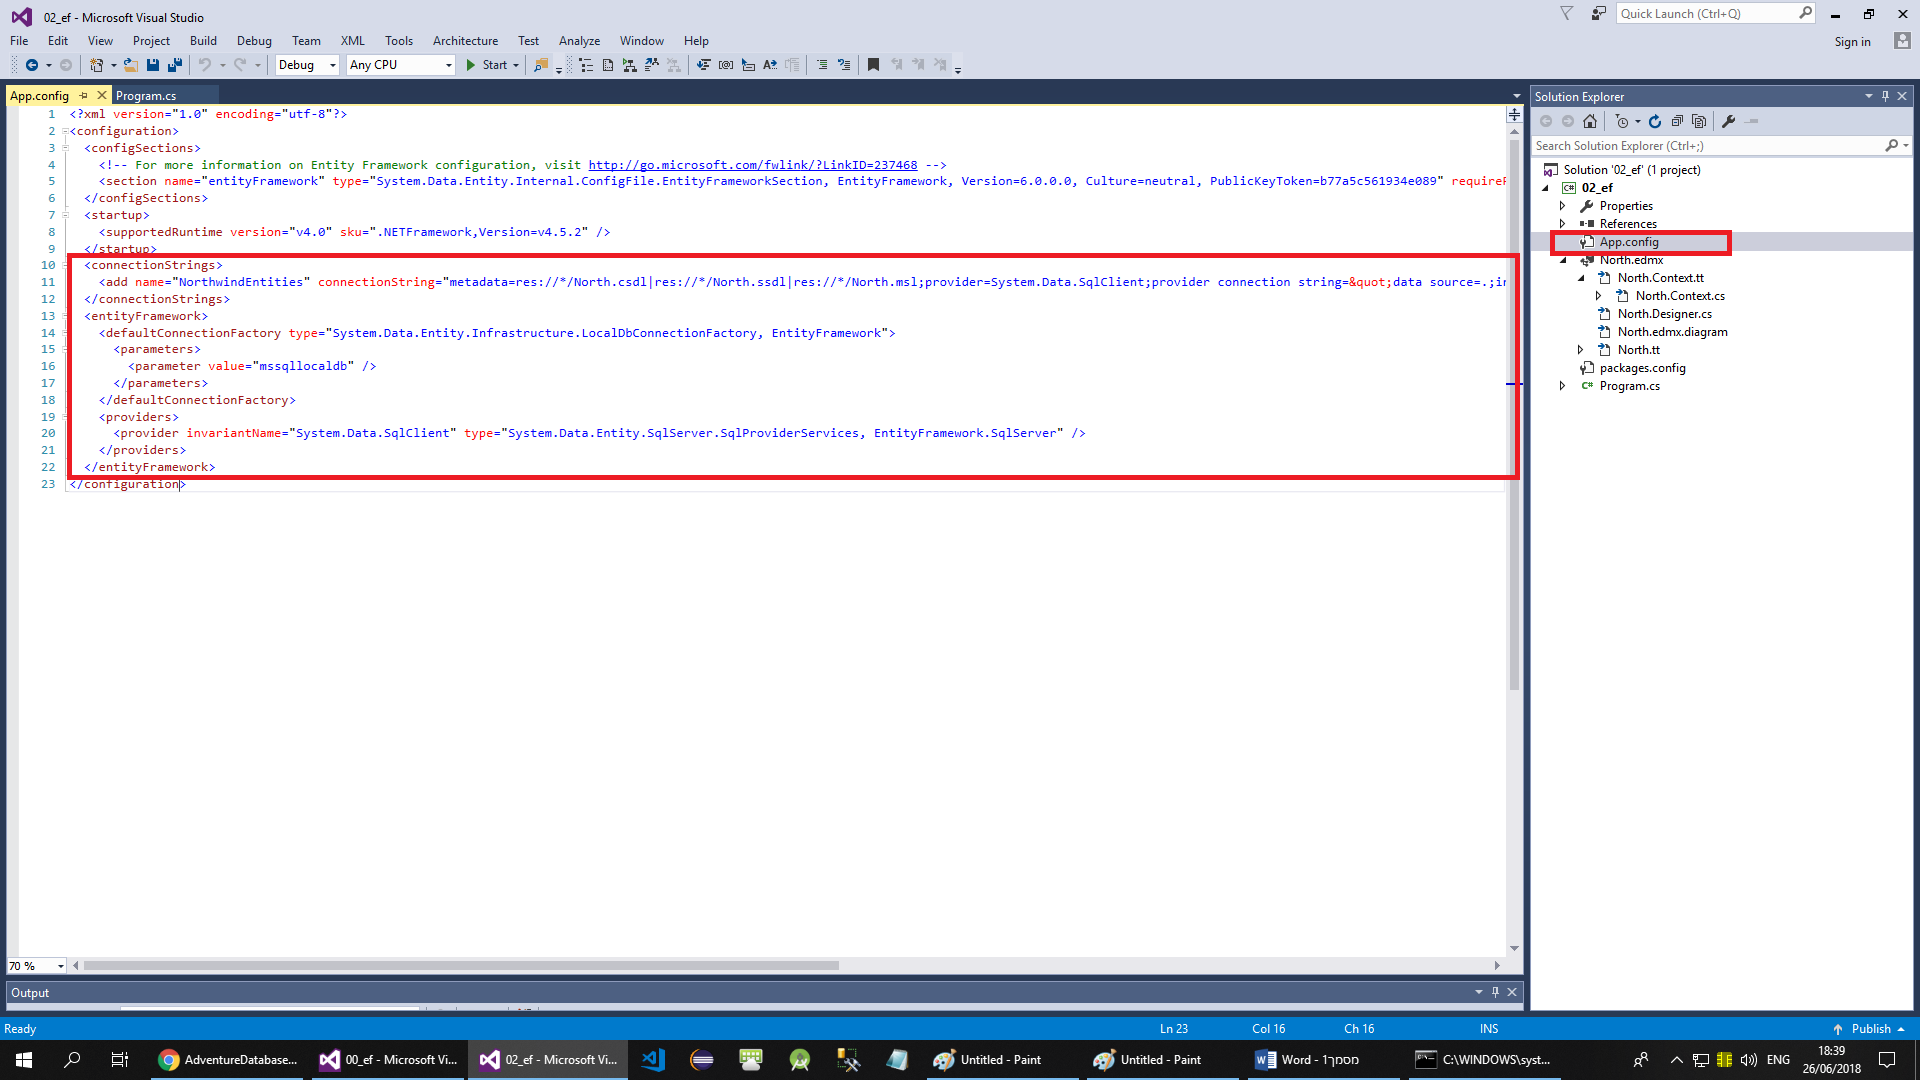 02_ef - Microsoft Visual Studio
Quick Launch (Ctrl+Q)
File Edit View Project Build Debug Team XML Tools Architecture Test Analyze Window Help
Sign in
Debug Any CPU Start
App.config Program.cs
1 <?xml version="1.0" encoding="utf-8"?>
2 <configuration>
3 <configSections>
4 <!-- For more information on Entity Framework configuration, visit http://go.microsoft.com/fwlink/?LinkID=237468 -->
5 <section name="entityFramework" type="System.Data.Entity.Internal.ConfigFile.EntityFrameworkSection, EntityFramework, Version=6.0.0.0, Culture=neutral, PublicKeyToken=b77a5c561934e089" requireP
6 </configSections>
7 <startup>
8 <supportedRuntime version="v4.0" sku=".NETFramework,Version=v4.5.2" />
9 </startup>
10 <connectionStrings>
11 <add name="NorthwindEntities" connectionString="metadata=res://*/North.csdl|res://*/North.ssdl|res://*/North.msl;provider=System.Data.SqlClient;provider connection string=&quot;data source=.;in
12 </connectionStrings>
13 <entityFramework>
14 <defaultConnectionFactory type="System.Data.Entity.Infrastructure.LocalDbConnectionFactory, EntityFramework">
15 <parameters>
16 <parameter value="mssqllocaldb" />
17 </parameters>
18 </defaultConnectionFactory>
19 <providers>
20 <provider invariantName="System.Data.SqlClient" type="System.Data.Entity.SqlServer.SqlProviderServices, EntityFramework.SqlServer" />
21 </providers>
22 </entityFramework>
23 </configuration>
70 %
Output
Solution Explorer
Search Solution Explorer (Ctrl+;)
Solution '02_ef' (1 project)
C# 02_ef
Properties
References
App.config
North.edmx
North.Context.tt
North.Context.cs
North.Designer.cs
North.edmx.diagram
North.tt
packages.config
C# Program.cs
Ready Ln 23 Col 16 Ch 16 INS Publish
AdventureDatabase... 00_ef - Microsoft Vi... 02_ef - Microsoft Vi... Untitled - Paint Untitled - Paint Word - מסמך1 C:\WINDOWS\syst... ENG
18:39
26/06/2018